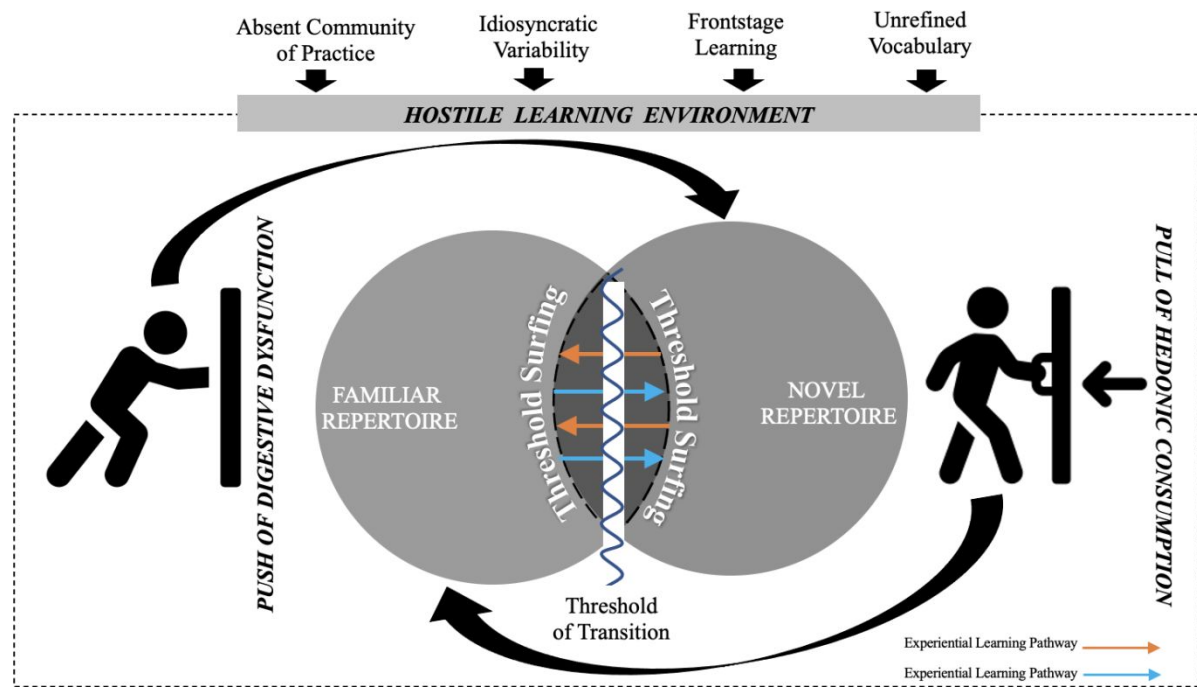 Absent Community
of Practice
Idiosyncratic
Variability
Frontstage
Learning
Unrefined
Vocabulary
HOSTILE LEARNING ENVIRONMENT
PUSH OF DIGESTIVE DYSFUNCTION
FAMILIAR
REPERTOIRE
Threshold Surfing
Threshold Surfing
NOVEL
REPERTOIRE
PULL OF HEDONIC CONSUMPTION
Threshold
of Transition
Experiential Learning Pathway
Experiential Learning Pathway